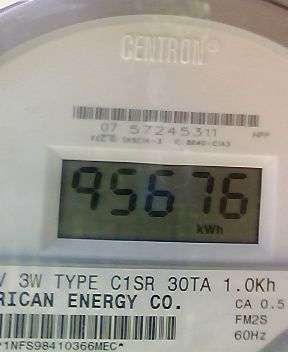 CENTRON®
07 57245311
HPP
95676
kWh
V 3W TYPE C1SR 30TA 1.0Kh
RICAN ENERGY CO.
CA 0.5
FM2S
60Hz
1NFS98410366MEC*